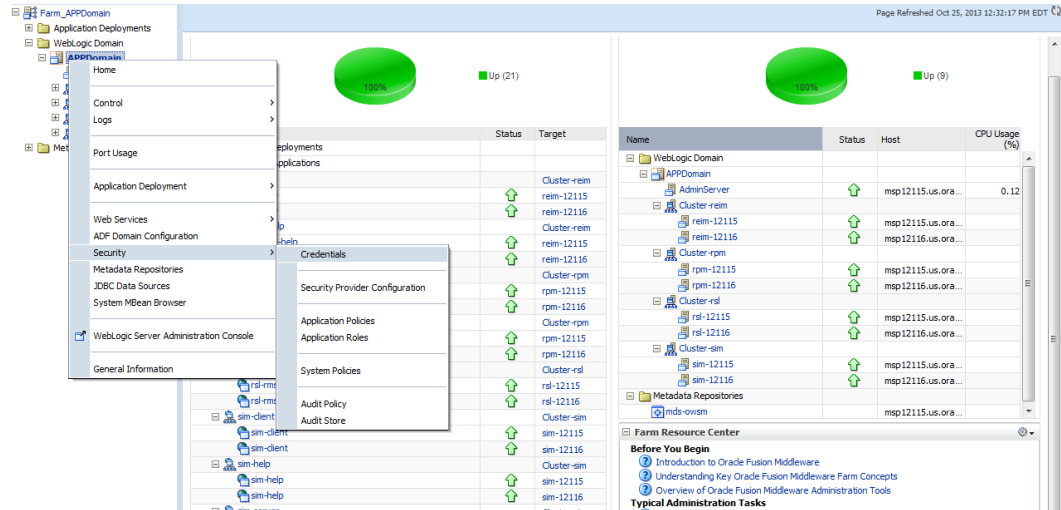 Farm_APPDomain
Application Deployments
WebLogic Domain
APPDomain
Home
Control
Logs
Port Usage
Application Deployment
Web Services
ADF Domain Configuration
Security
Metadata Repositories
JDBC Data Sources
System MBean Browser
WebLogic Server Administration Console
General Information
Credentials
Security Provider Configuration
Application Policies
Application Roles
System Policies
Audit Policy
Audit Store
Page Refreshed Oct 25, 2013 12:32:17 PM EDT
100%
Up (21)
100%
Up (9)
Status Target
Cluster-reim
reim-12115
reim-12116
Cluster-reim
reim-12115
reim-12116
Cluster-rpm
rpm-12115
rpm-12116
Cluster-rpm
rpm-12115
rpm-12116
Cluster-rsl
rsl-12115
rsl-12116
sim-client Cluster-sim
sim-client sim-12115
sim-client sim-12116
sim-help Cluster-sim
sim-help sim-12115
sim-help sim-12116
Name Status Host CPU Usage (%)
WebLogic Domain
APPDomain
AdminServer msp12115.us.ora... 0.12
Cluster-reim
reim-12115 msp12115.us.ora...
reim-12116 msp12116.us.ora...
Cluster-rpm
rpm-12115 msp12115.us.ora...
rpm-12116 msp12116.us.ora...
Cluster-rsl
rsl-12115 msp12115.us.ora...
rsl-12116 msp12116.us.ora...
Cluster-sim
sim-12115 msp12115.us.ora...
sim-12116 msp12116.us.ora...
Metadata Repositories
mds-owsm msp12115.us.ora...
Farm Resource Center
Before You Begin
Introduction to Oracle Fusion Middleware
Understanding Key Oracle Fusion Middleware Farm Concepts
Overview of Oracle Fusion Middleware Administration Tools
Typical Administration Tasks